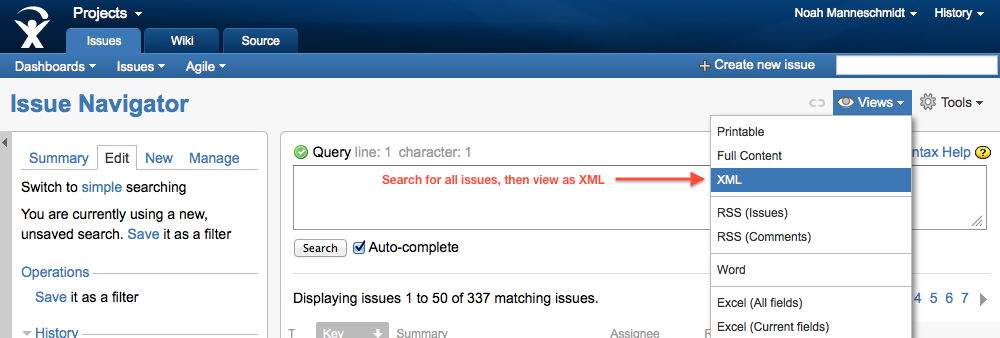 Projects
Noah Manneschmidt History
Issues Wiki Source
Dashboards Issues Agile + Create new issue
Issue Navigator
Views Tools
Summary Edit New Manage
Switch to simple searching
You are currently using a new,
unsaved search. Save it as a filter
Operations
Save it as a filter
History
Query line: 1 character: 1
Help
Search for all issues, then view as XML
Search Auto-complete
Displaying issues 1 to 50 of 337 matching issues.
4 5 6 7
T Key Summary Assignee
Printable
Full Content
XML
RSS (Issues)
RSS (Comments)
Word
Excel (All fields)
Excel (Current fields)